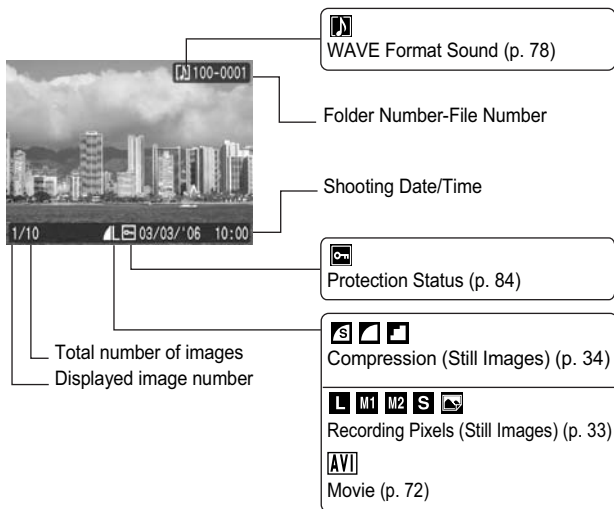 WAVE Format Sound (p. 78)
100-0001
Folder Number-File Number
Shooting Date/Time
1/10 L 03/03/'06 10:00
Protection Status (p. 84)
Total number of images
Displayed image number
S
Compression (Still Images) (p. 34)
L M1 M2 S
Recording Pixels (Still Images) (p. 33)
AVI
Movie (p. 72)